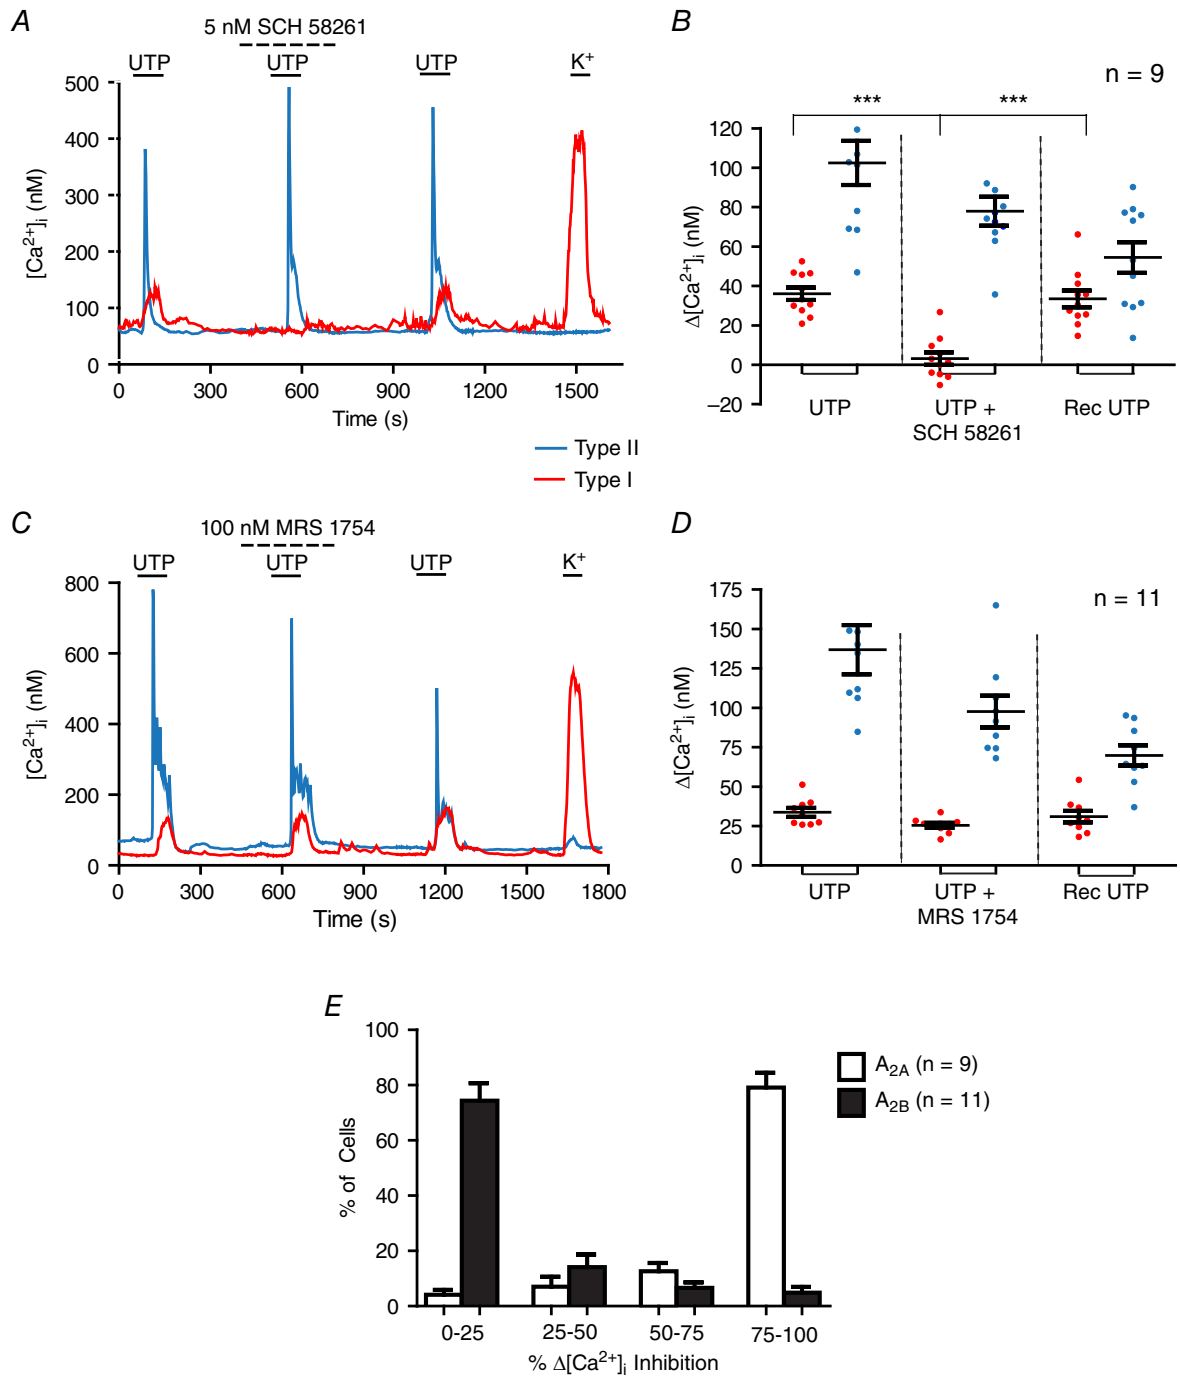 A
5 nM SCH 58261
UTP UTP UTP K⁺
[Ca²⁺]ᵢ (nM)
500
400
300
200
100
0
0 300 600 900 1200 1500
Time (s)
B
n = 9
*** ***
Δ[Ca²⁺]ᵢ (nM)
120
100
80
60
40
20
0
–20
UTP UTP + SCH 58261 Rec UTP
Type II
Type I
C
100 nM MRS 1754
UTP UTP UTP K⁺
[Ca²⁺]ᵢ (nM)
800
600
400
200
0
0 300 600 900 1200 1500 1800
Time (s)
D
n = 11
Δ[Ca²⁺]ᵢ (nM)
175
150
125
100
75
50
25
0
UTP UTP + MRS 1754 Rec UTP
E
% of Cells
100
80
60
40
20
0
0-25 25-50 50-75 75-100
% Δ[Ca²⁺]ᵢ Inhibition
A₂A (n = 9)
A₂B (n = 11)